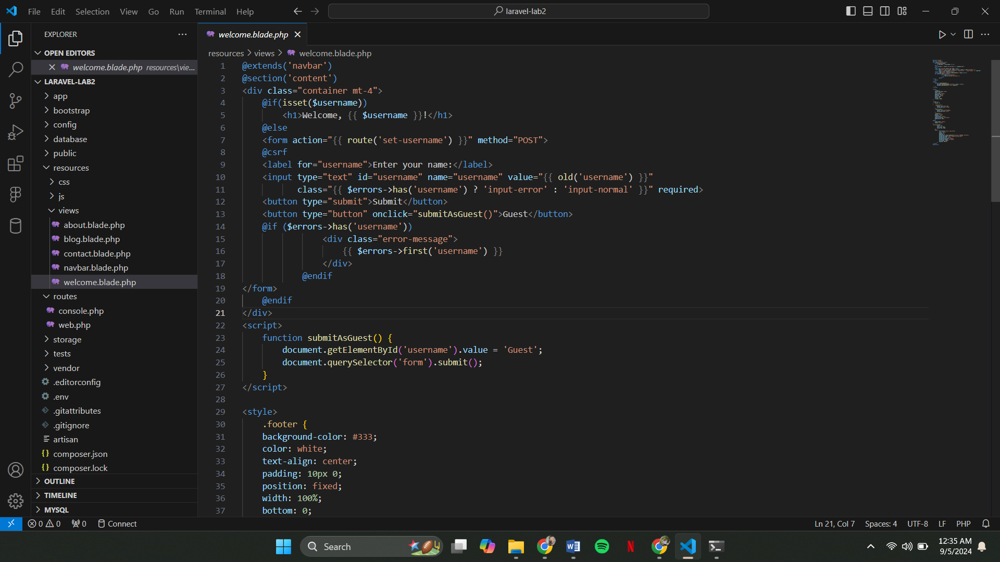 File Edit Selection View Go Run Terminal Help
laravel-lab2
EXPLORER
OPEN EDITORS
welcome.blade.php resources\vie...
LARAVEL-LAB2
app
bootstrap
config
database
public
resources
css
js
views
about.blade.php
blog.blade.php
contact.blade.php
navbar.blade.php
welcome.blade.php
routes
console.php
web.php
storage
tests
vendor
.editorconfig
.env
.gitattributes
.gitignore
artisan
composer.json
composer.lock
OUTLINE
TIMELINE
MYSQL
welcome.blade.php
resources > views > welcome.blade.php
1 @extends('navbar')
2 @section('content')
3 <div class="container mt-4">
4 @if(isset($username))
5 <h1>Welcome, {{ $username }}!</h1>
6 @else
7 <form action="{{ route('set-username') }}" method="POST">
8 @csrf
9 <label for="username">Enter your name:</label>
10 <input type="text" id="username" name="username" value="{{ old('username') }}"
11 class="{{ $errors->has('username') ? 'input-error' : 'input-normal' }}" required>
12 <button type="submit">Submit</button>
13 <button type="button" onclick="submitAsGuest()">Guest</button>
14 @if ($errors->has('username'))
15 <div class="error-message">
16 {{ $errors->first('username') }}
17 </div>
18 @endif
19 </form>
20 @endif
21 </div>
22 <script>
23 function submitAsGuest() {
24 document.getElementById('username').value = 'Guest';
25 document.querySelector('form').submit();
26 }
27 </script>
28
29 <style>
30 .footer {
31 background-color: #333;
32 color: white;
33 text-align: center;
34 padding: 10px 0;
35 position: fixed;
36 width: 100%;
37 bottom: 0;
0 0 0 Connect
Ln 21, Col 7 Spaces: 4 UTF-8 LF PHP
Search
12:35 AM
9/5/2024